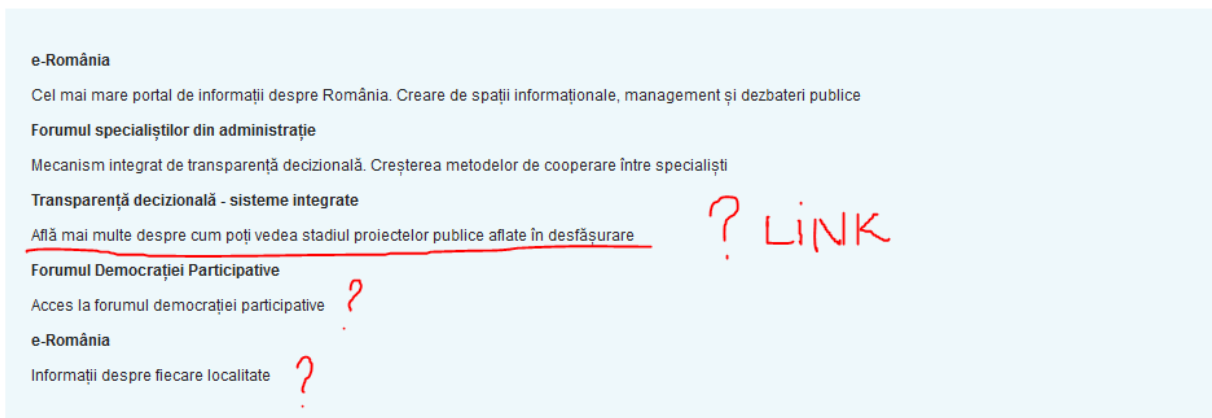 e-România
Cel mai mare portal de informații despre România. Creare de spații informaționale, management și dezbateri publice
Forumul specialiștilor din administrație
Mecanism integrat de transparență decizională. Creșterea metodelor de cooperare între specialiști
Transparență decizională - sisteme integrate
Află mai multe despre cum poți vedea stadiul proiectelor publice aflate în desfășurare ? LiNK
Forumul Democrației Participative
Acces la forumul democrației participative ?
e-România
Informații despre fiecare localitate ?